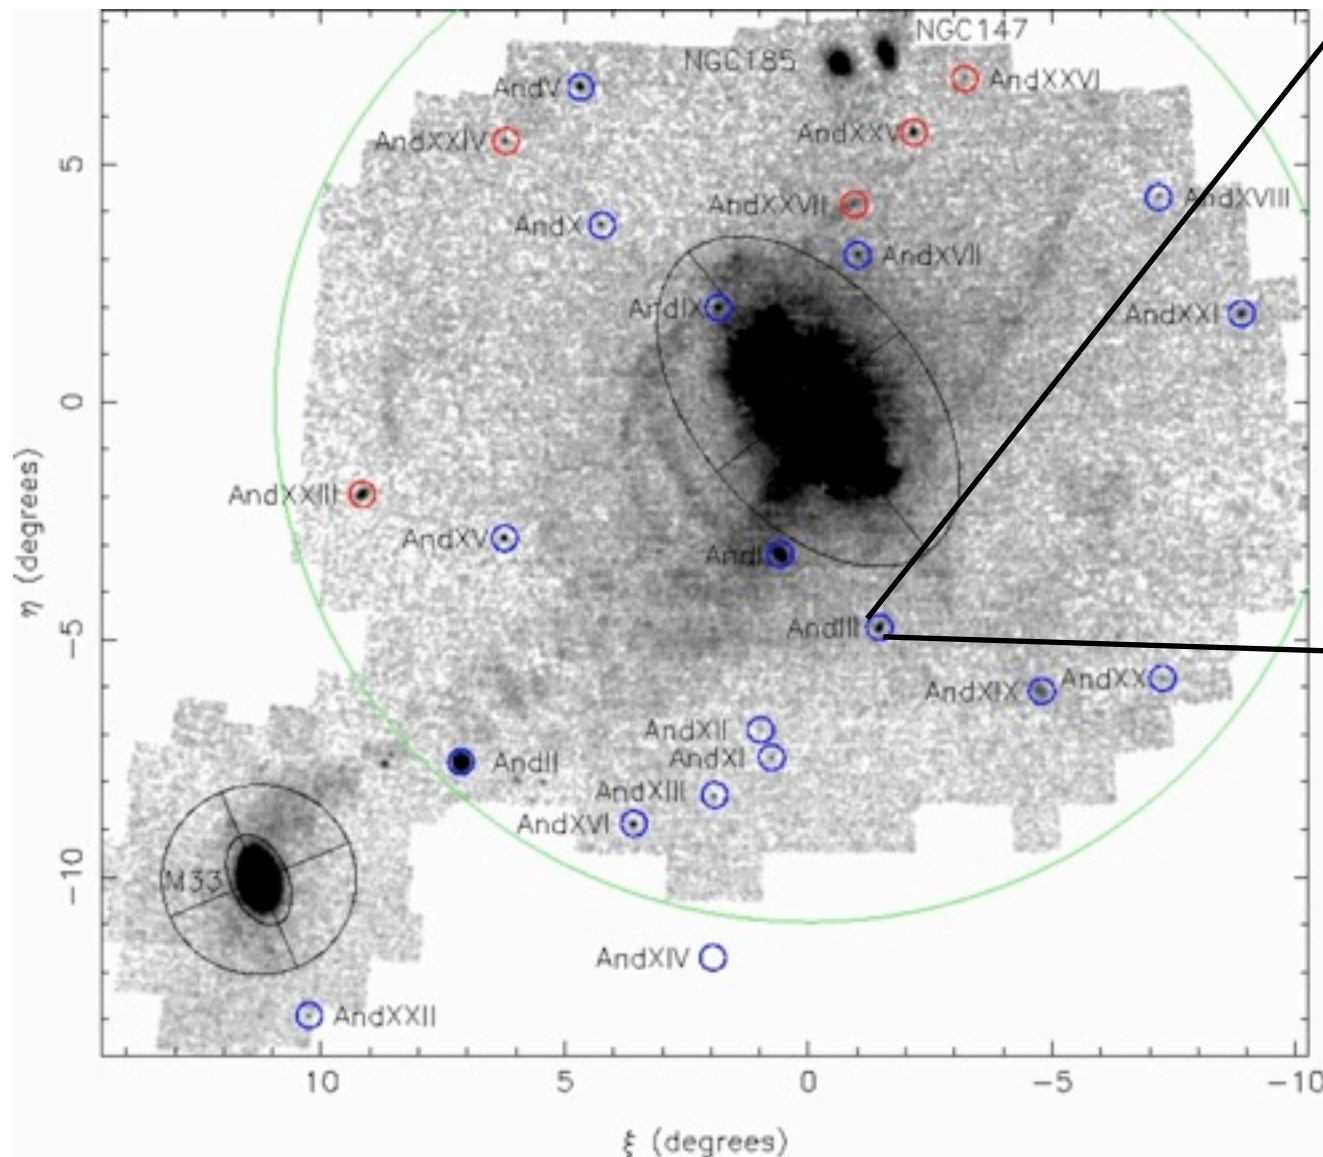 NGC147
NGC185
AndXXVI
AndV
AndXXV
AndXXIV
AndXVIII
AndXXVII
AndX
AndXVII
AndIX
AndXXI
AndXXIII
AndXV
AndI
AndIII
AndXIX
AndXX
AndXII
AndXI
AndII
AndXIII
AndXVI
M33
AndXIV
AndXXII
5
0
−5
−10
η (degrees)
10
5
0
−5
−10
ξ (degrees)